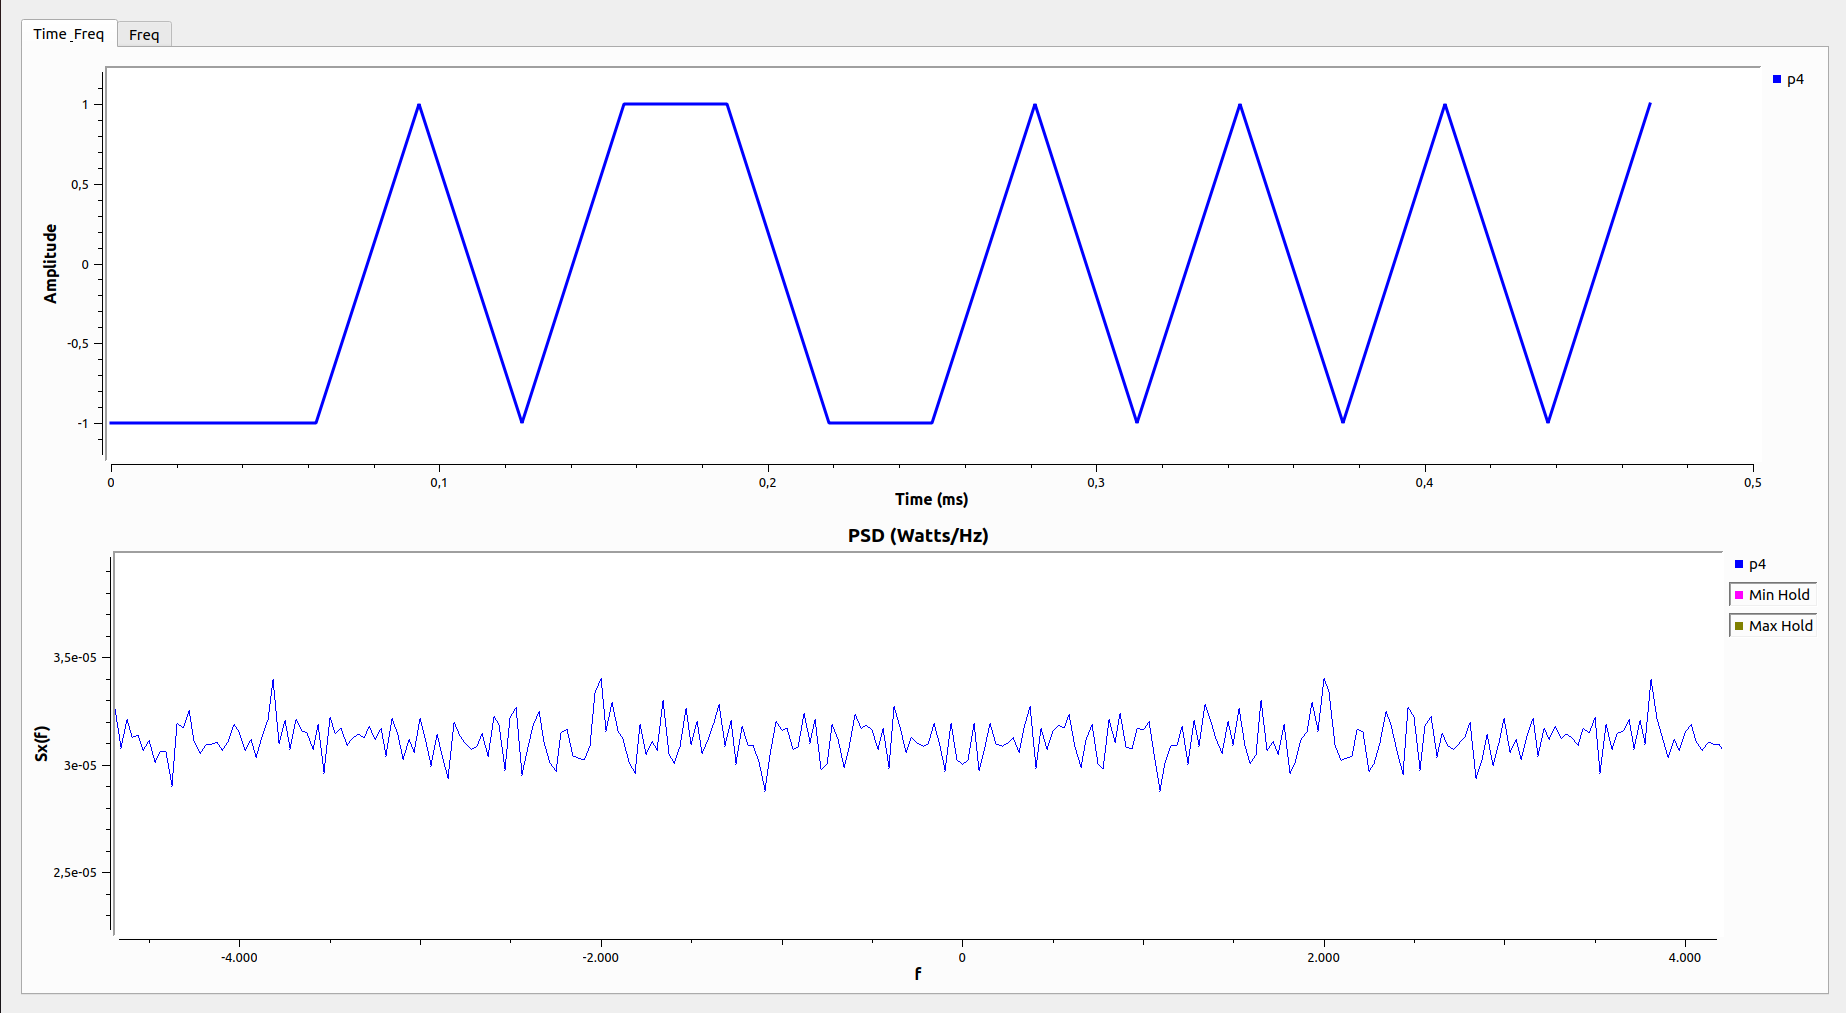 Time_Freq
Freq
p4
1
0,5
0
-0,5
-1
Amplitude
0
0,1
0,2
0,3
0,4
0,5
Time (ms)
PSD (Watts/Hz)
p4
Min Hold
Max Hold
3,5e-05
3e-05
2,5e-05
Sx(f)
-4.000
-2.000
0
2.000
4.000
f